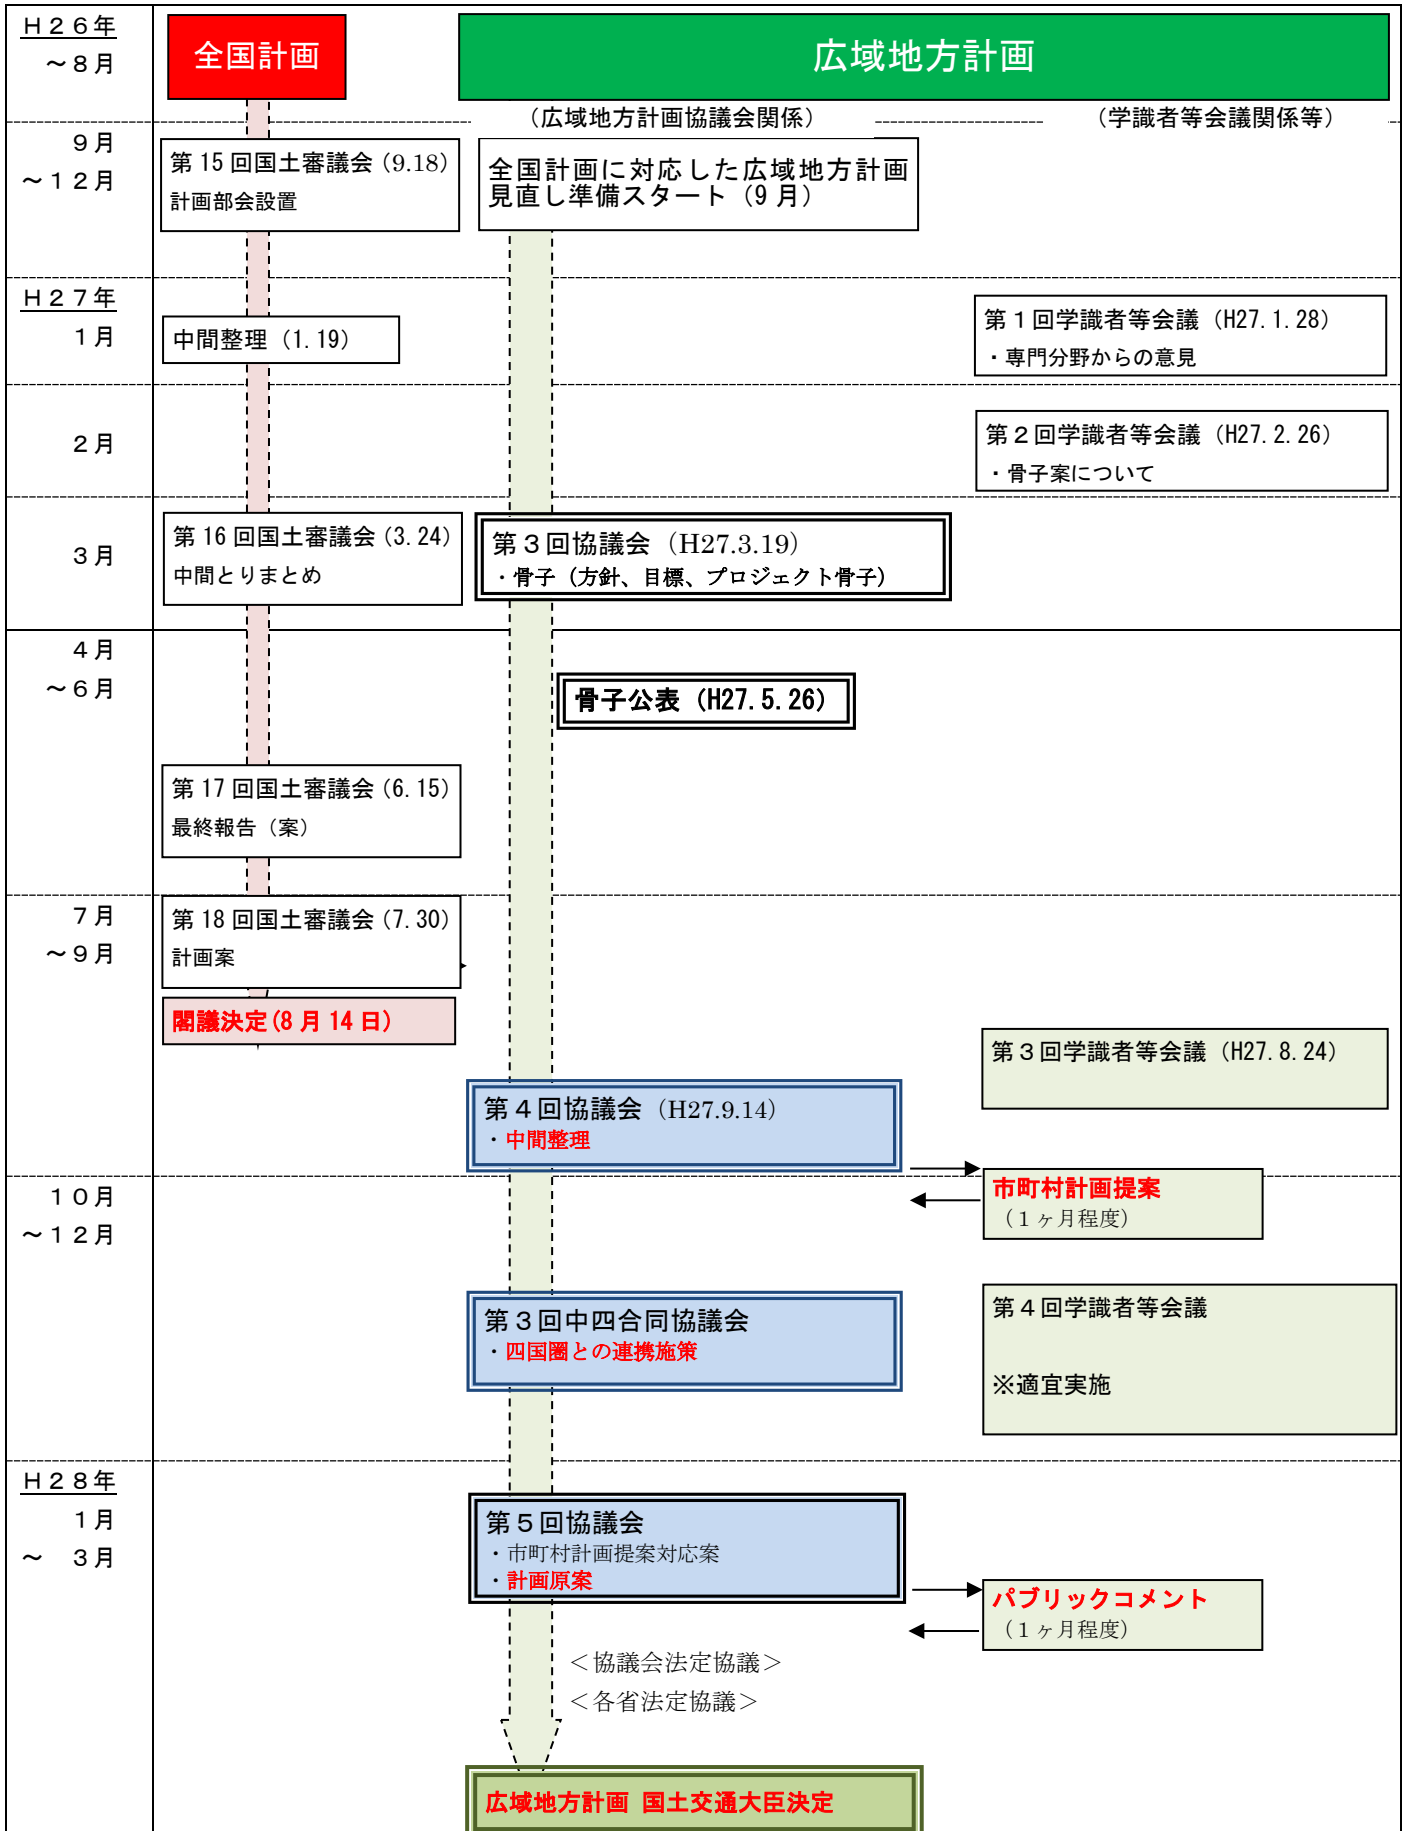 Ｈ２６年
～８月
全国計画
広域地方計画
（広域地方計画協議会関係）
（学識者等会議関係等）
９月
～１２月
第 15 回国土審議会（9.18）
計画部会設置
全国計画に対応した広域地方計画
見直し準備スタート（9 月）
Ｈ２７年
１月
中間整理（1.19）
第１回学識者等会議（H27.1.28）
・専門分野からの意見
２月
第２回学識者等会議（H27.2.26）
・骨子案について
３月
第 16 回国土審議会（3.24）
中間とりまとめ
第３回協議会（H27.3.19）
・骨子（方針、目標、プロジェクト骨子）
４月
～６月
骨子公表（H27.5.26）
第 17 回国土審議会（6.15）
最終報告（案）
７月
～９月
第 18 回国土審議会（7.30）
計画案
閣議決定(8 月 14 日)
第３回学識者等会議（H27.8.24）
第４回協議会（H27.9.14）
・中間整理
市町村計画提案
（１ヶ月程度）
１０月
～１２月
第３回中四合同協議会
・四国圏との連携施策
第４回学識者等会議
※適宜実施
Ｈ２８年
１月
～　３月
第５回協議会
・市町村計画提案対応案
・計画原案
パブリックコメント
（１ヶ月程度）
＜協議会法定協議＞
＜各省法定協議＞
広域地方計画 国土交通大臣決定